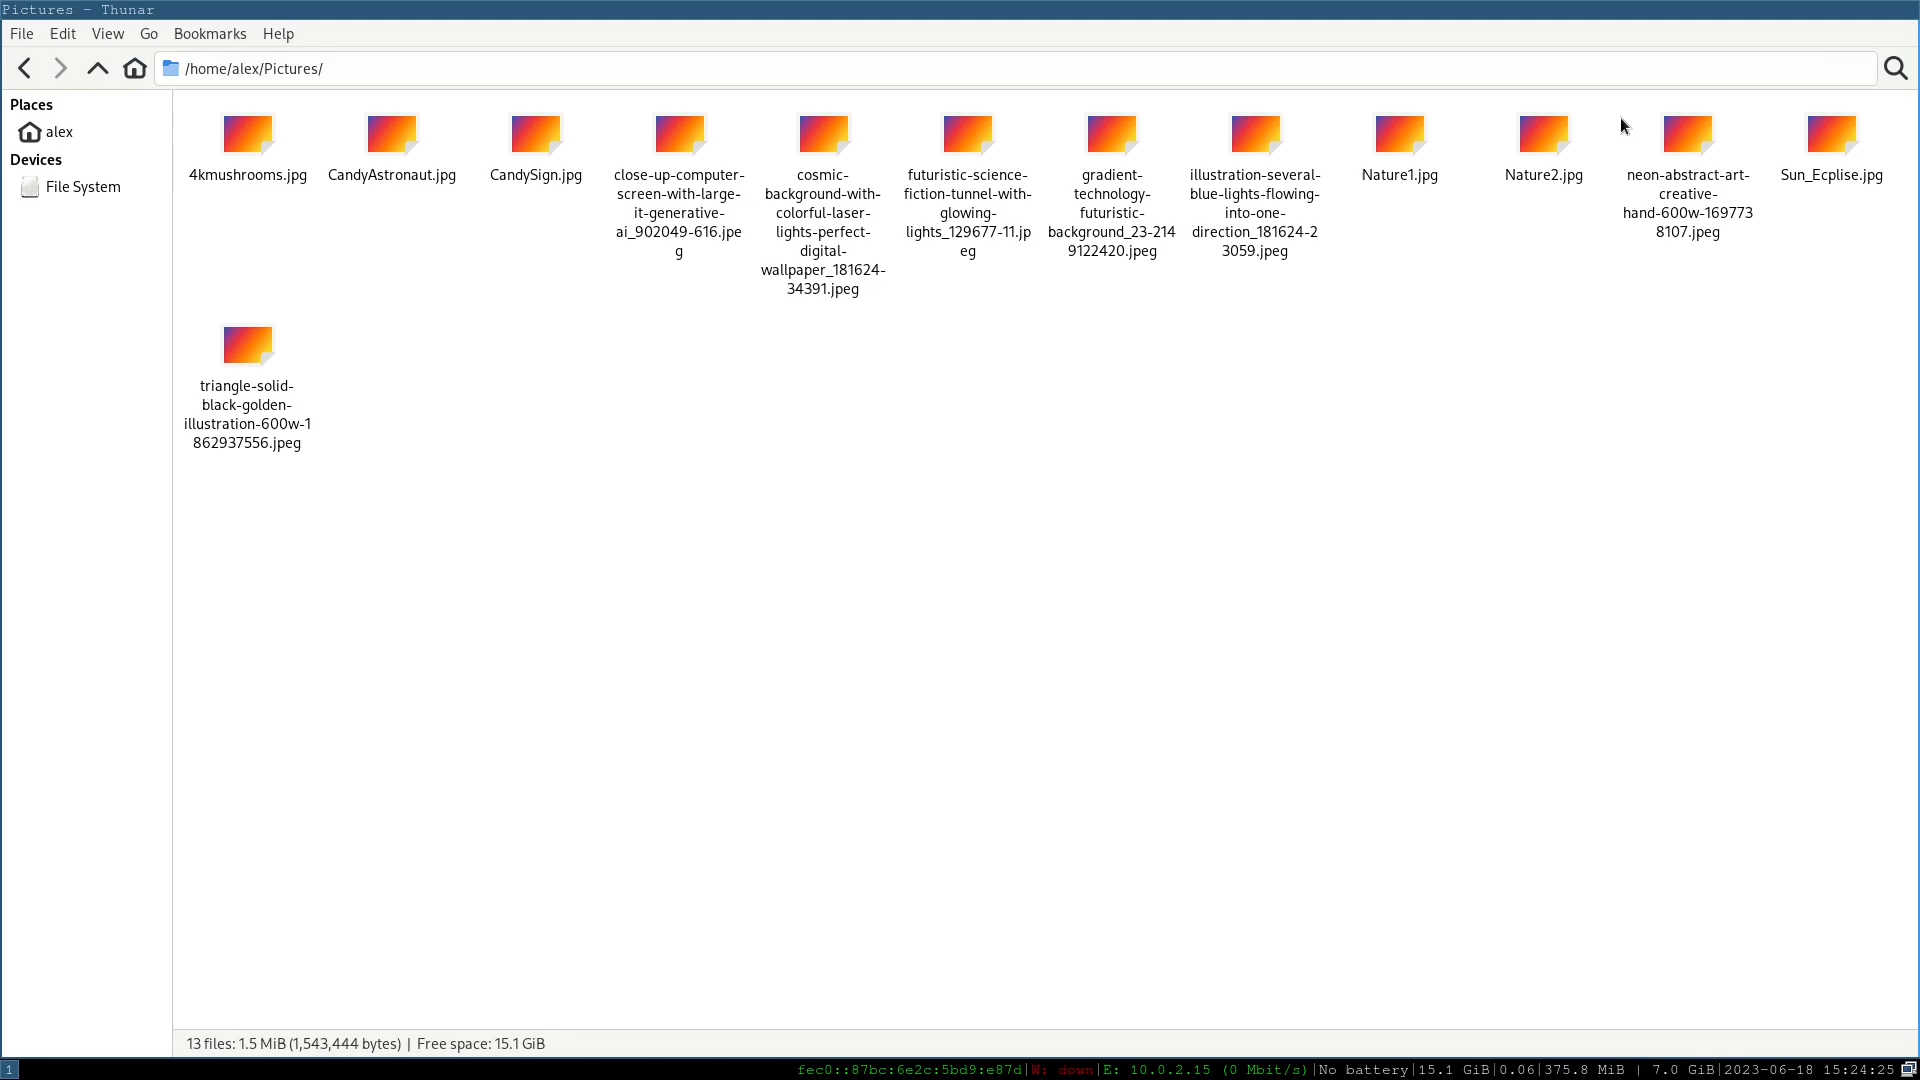 Pictures - Thunar
File Edit View Go Bookmarks Help
/home/alex/Pictures/
Places
alex
Devices
File System
4kmushrooms.jpg
CandyAstronaut.jpg
CandySign.jpg
close-up-computer-
screen-with-large-
it-generative-
ai_902049-616.jpe
g
cosmic-
background-with-
colorful-laser-
lights-perfect-
digital-
wallpaper_181624-
34391.jpeg
futuristic-science-
fiction-tunnel-with-
glowing-
lights_129677-11.jp
eg
gradient-
technology-
futuristic-
background_23-214
9122420.jpeg
illustration-several-
blue-lights-flowing-
into-one-
direction_181624-2
3059.jpeg
Nature1.jpg
Nature2.jpg
neon-abstract-art-
creative-
hand-600w-169773
8107.jpeg
Sun_Ecplise.jpg
triangle-solid-
black-golden-
illustration-600w-1
862937556.jpeg
13 files: 1.5 MiB (1,543,444 bytes) | Free space: 15.1 GiB
1 fec0::87bc:6e2c:5bd9:e87d|W: down|E: 10.0.2.15 (0 Mbit/s)|No battery|15.1 GiB|0.06|375.8 MiB | 7.0 GiB|2023-06-18 15:24:25